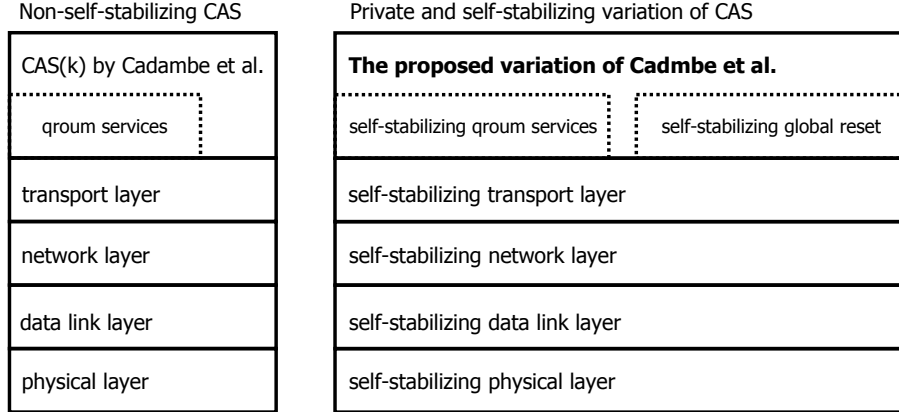 Non-self-stabilizing CAS
CAS(k) by Cadambe et al.
qroum services
transport layer
network layer
data link layer
physical layer
Private and self-stabilizing variation of CAS
The proposed variation of Cadmbe et al.
self-stabilizing qroum services
self-stabilizing global reset
self-stabilizing transport layer
self-stabilizing network layer
self-stabilizing data link layer
self-stabilizing physical layer